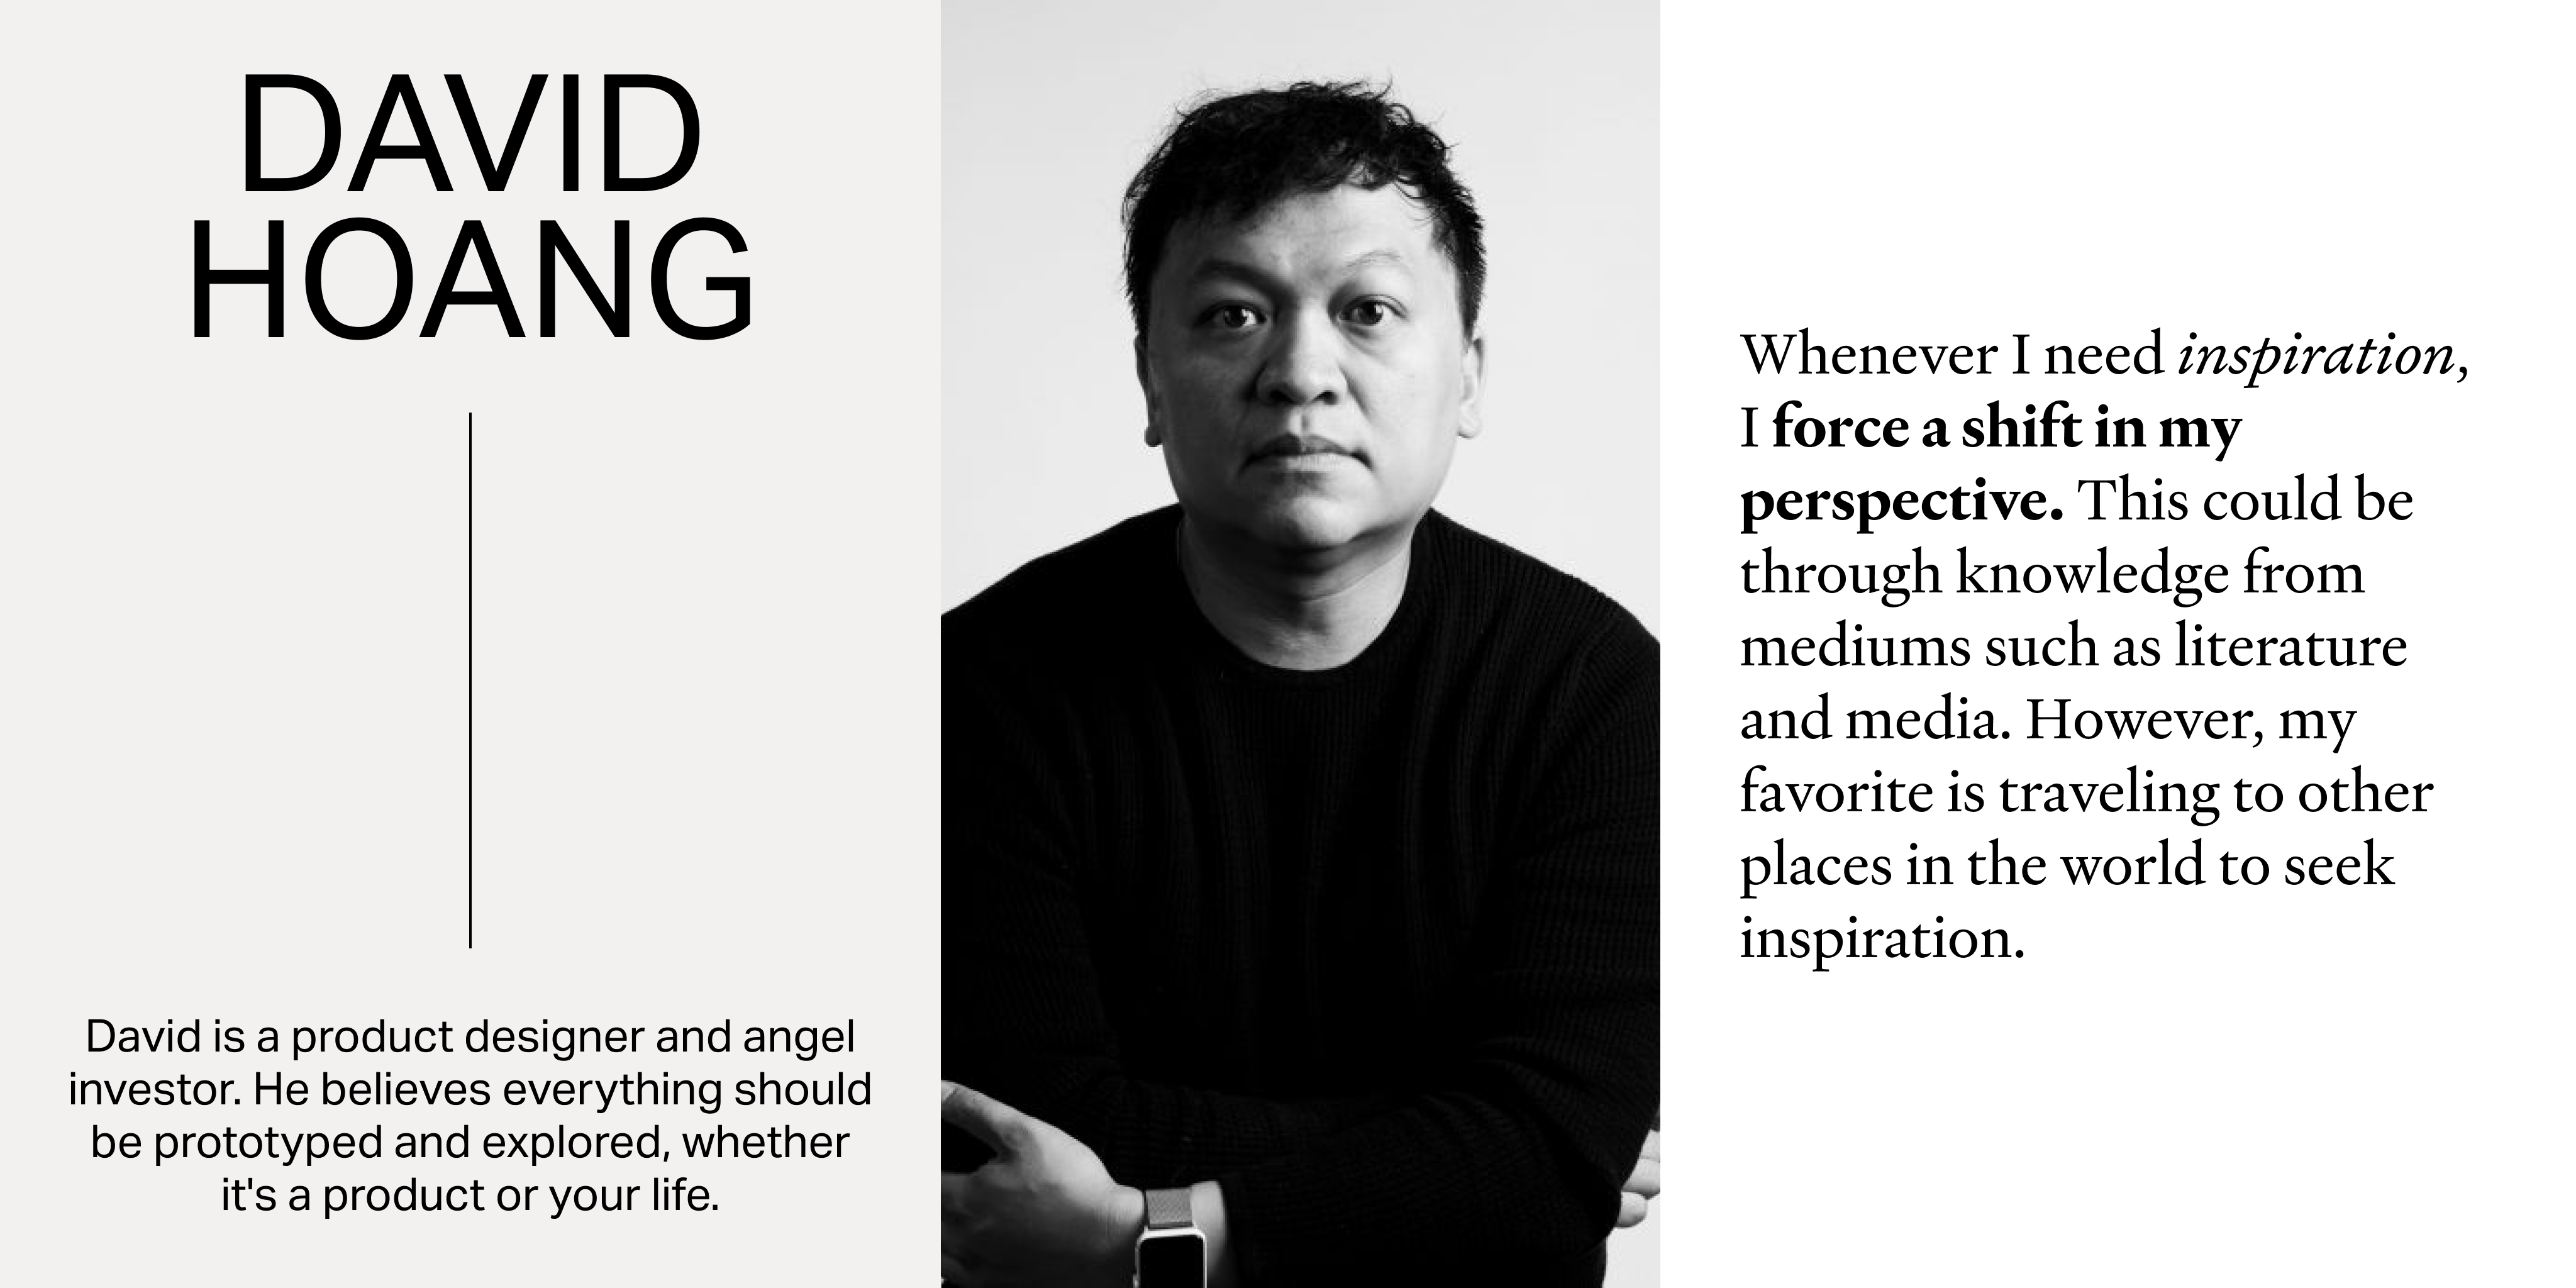 DAVID
HOANG
David is a product designer and angel
investor. He believes everything should
be prototyped and explored, whether
it's a product or your life.
Whenever I need inspiration,
I force a shift in my
perspective. This could be
through knowledge from
mediums such as literature
and media. However, my
favorite is traveling to other
places in the world to seek
inspiration.